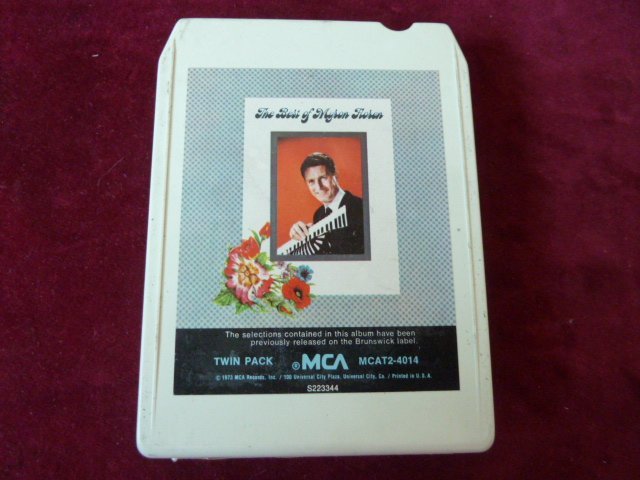 The Best of Myron Floren
The selections contained in this album have been
previously released on the Brunswick label.
TWIN PACK ®MCA MCAT2-4014
© 1973 MCA Records, Inc. / 100 Universal City Plaza, Universal City, Ca. / Printed in U.S.A.
S223344